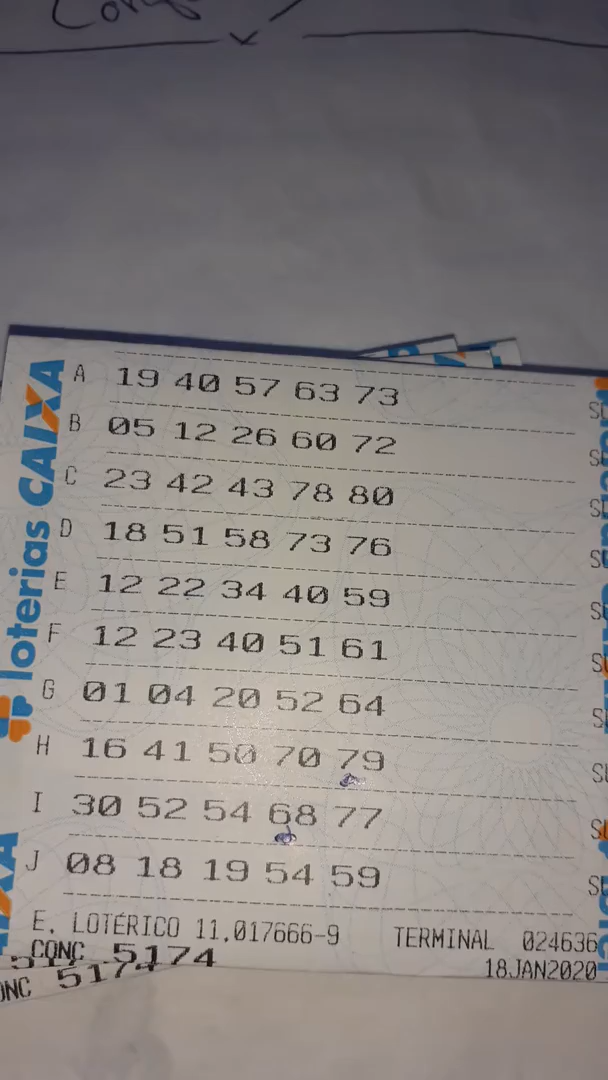 loterias CAIXA
A 19 40 57 63 73
B 05 12 26 60 72
C 23 42 43 78 80
D 18 51 58 73 76
E 12 22 34 40 59
F 12 23 40 51 61
G 01 04 20 52 64
H 16 41 50 70 79
I 30 52 54 68 77
J 08 18 19 54 59
E. LOTÉRICO 11.017666-9 TERMINAL 024636
CONC 5174 18JAN2020
5174